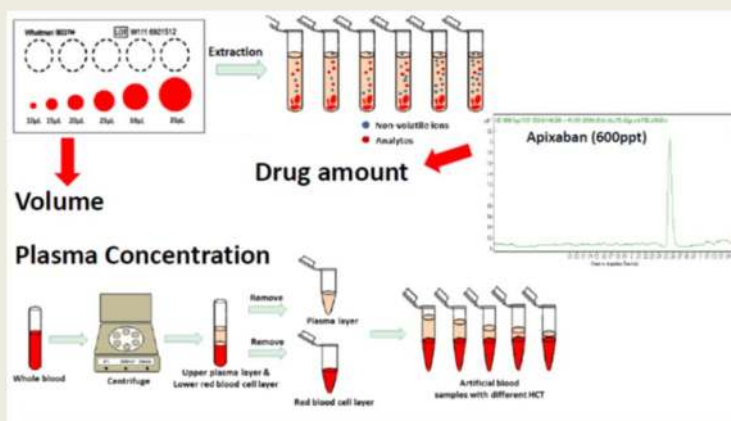 Whatman
LOT
Extraction
10µL 15µL 20µL 25µL
Non-volatile ions
Analytes
Drug amount
Apixaban (600ppt)
Volume
Plasma Concentration
Remove
Plasma layer
Remove
Whole blood
Centrifuge
Upper plasma layer &
Lower red blood cell layer
Red blood cell layer
Artificial blood
samples with different HCT